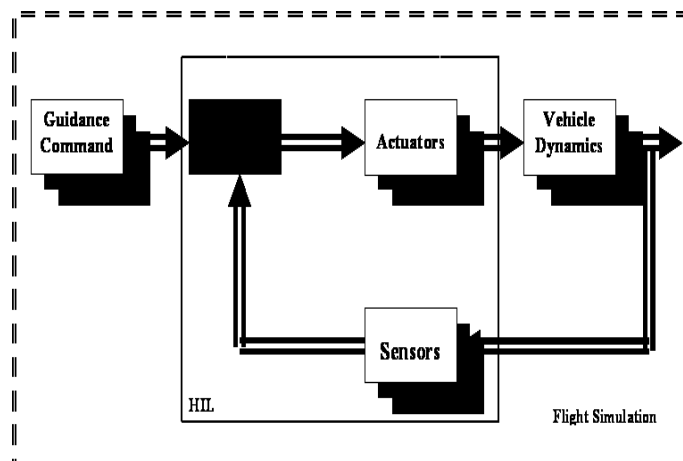 Guidance
Command
Actuators
Vehicle
Dynamics
Sensors
HIL
Flight Simulation